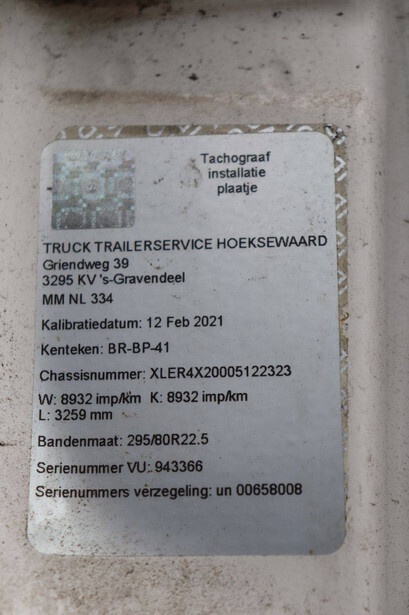 Tachograaf
installatie
plaatje
TRUCK TRAILERSERVICE HOEKSEWAARD
Griendweg 39
3295 KV 's-Gravendeel
MM NL 334
Kalibratiedatum: 12 Feb 2021
Kenteken: BR-BP-41
Chassisnummer: XLER4X20005122323
W: 8932 imp/km K: 8932 imp/km
L: 3259 mm
Bandenmaat: 295/80R22.5
Serienummer VU: 943366
Serienummers verzegeling: un 00658008